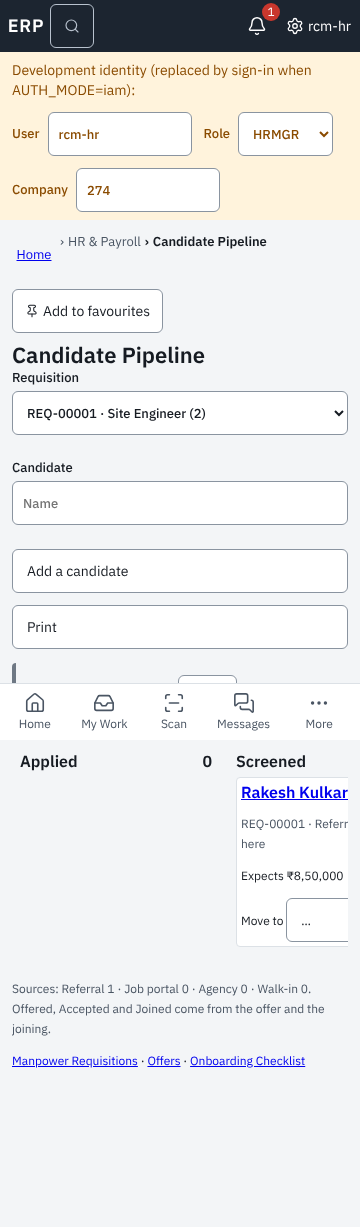 ERP
1
rcm-hr
Development identity (replaced by sign-in when
AUTH_MODE=iam):
User
rcm-hr
Role
HRMGR
Company
274
Home
› HR & Payroll › Candidate Pipeline
Add to favourites
Candidate Pipeline
Requisition
REQ-00001 · Site Engineer (2)
Candidate
Name
Add a candidate
Print
Home
My Work
Scan
Messages
More
Applied
0
Screened
Rakesh Kulkar
REQ-00001 · Referr
here
Expects ₹8,50,000
Move to
...
Sources: Referral 1 · Job portal 0 · Agency 0 · Walk-in 0.
Offered, Accepted and Joined come from the offer and the
joining.
Manpower Requisitions · Offers · Onboarding Checklist